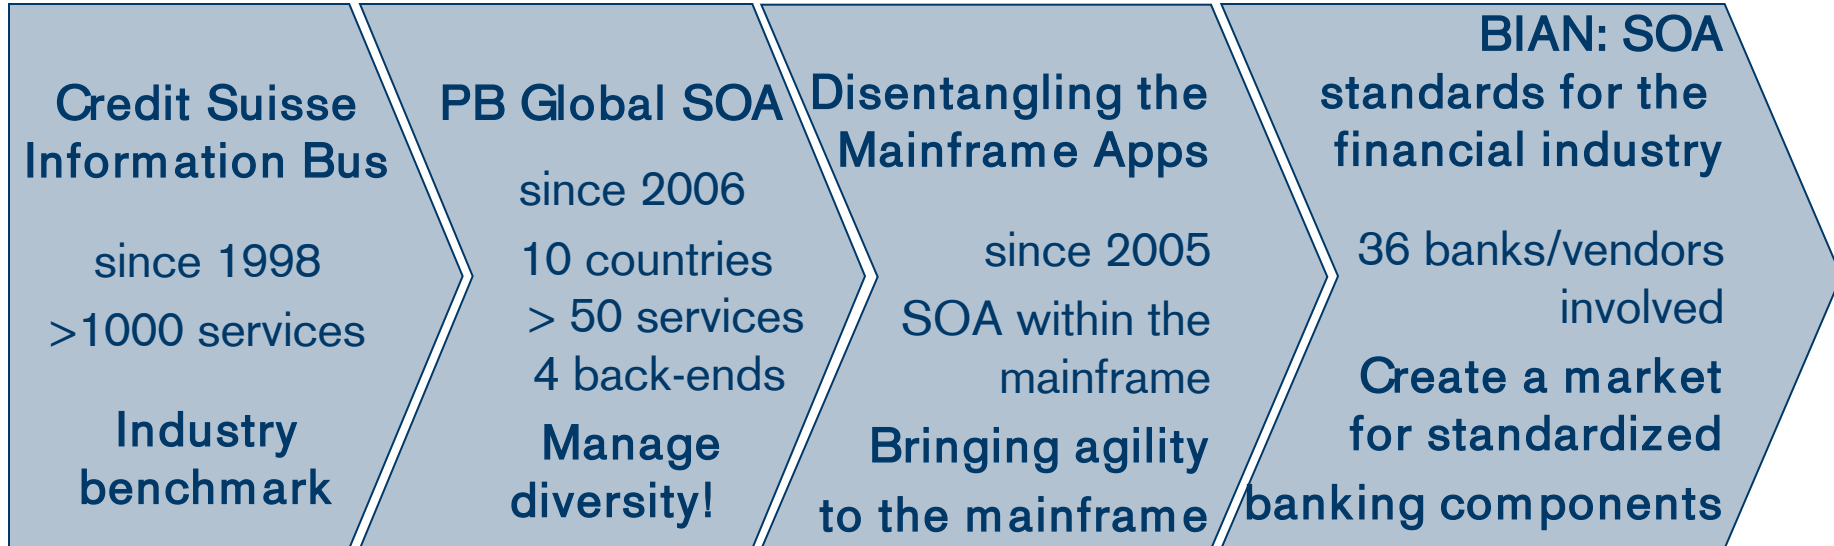 Credit Suisse
Information Bus
since 1998
>1000 services
Industry
benchmark
PB Global SOA
since 2006
10 countries
> 50 services
4 back-ends
Manage
diversity!
Disentangling the
Mainframe Apps
since 2005
SOA within the
mainframe
Bringing agility
to the mainframe
BIAN: SOA
standards for the
financial industry
36 banks/vendors
involved
Create a market
for standardized
banking components